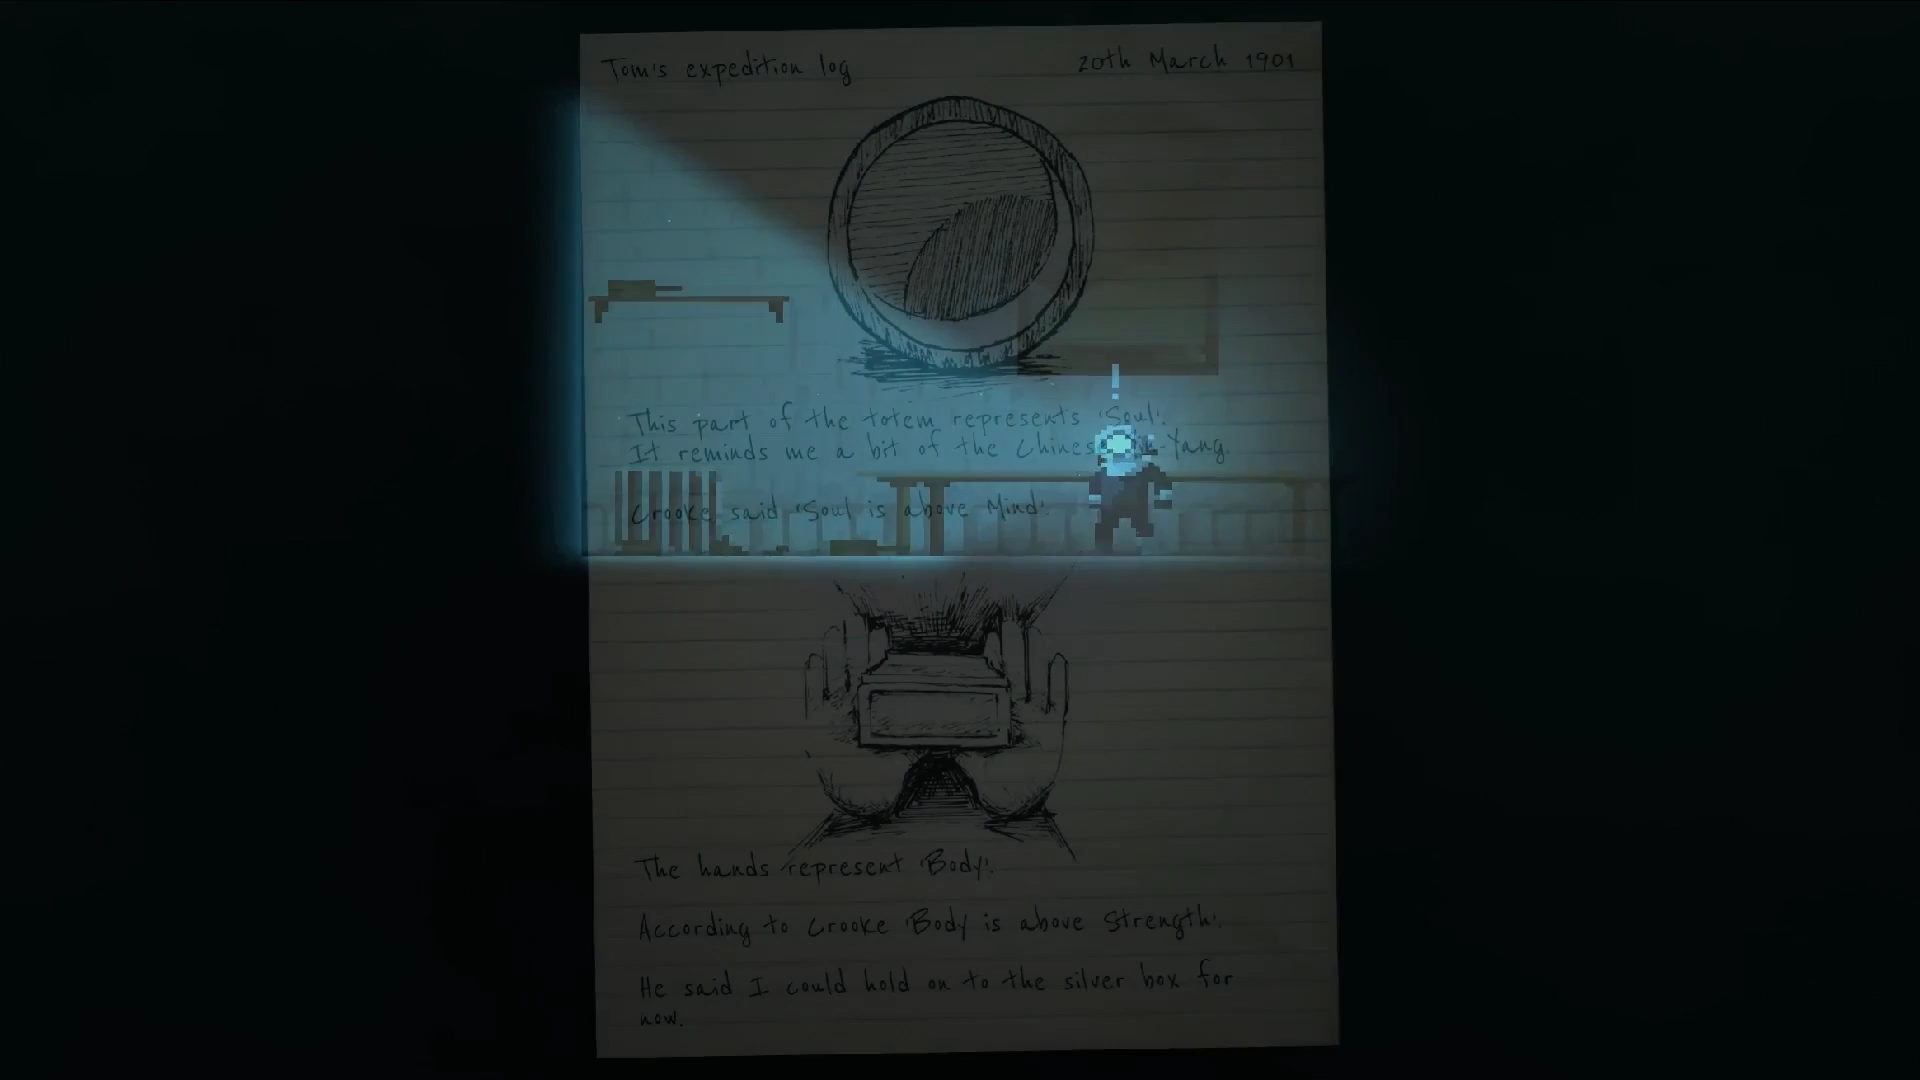 Tom's expedition log
20th March 1901
This part of the totem represents 'Soul'.
It reminds me a bit of the Chinese Yin-Yang.
Crooke said 'Soul is above Mind'.
The hands represent 'Body'.
According to Crooke 'Body is above Strength'.
He said I could hold on to the silver box for
now.